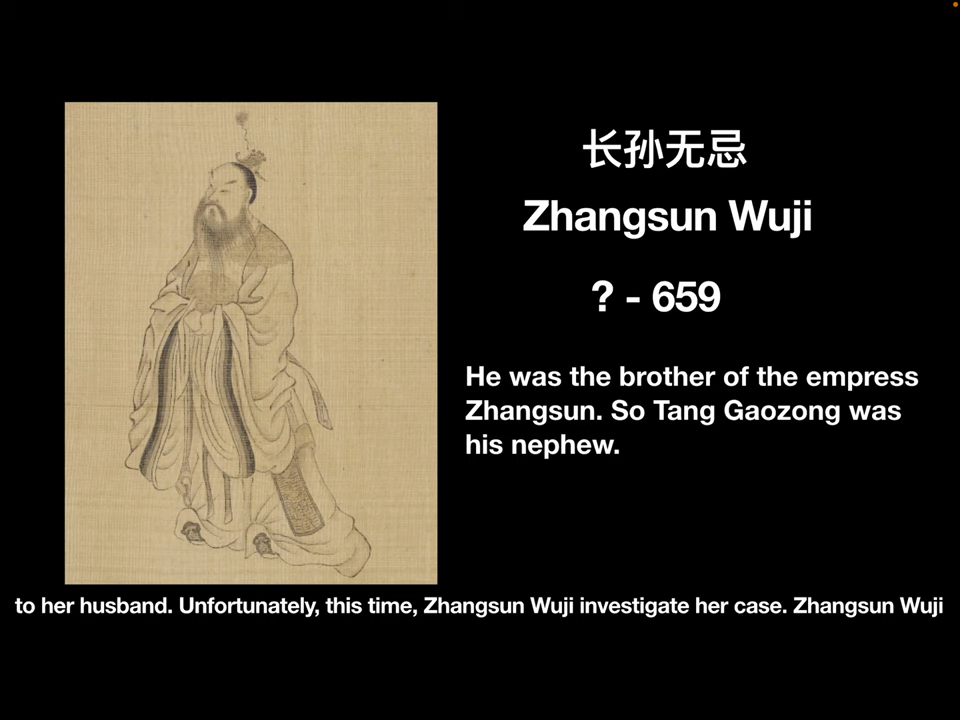 长孙无忌
Zhangsun Wuji
? - 659
He was the brother of the empress
Zhangsun. So Tang Gaozong was
his nephew.
to her husband. Unfortunately, this time, Zhangsun Wuji investigate her case. Zhangsun Wuji